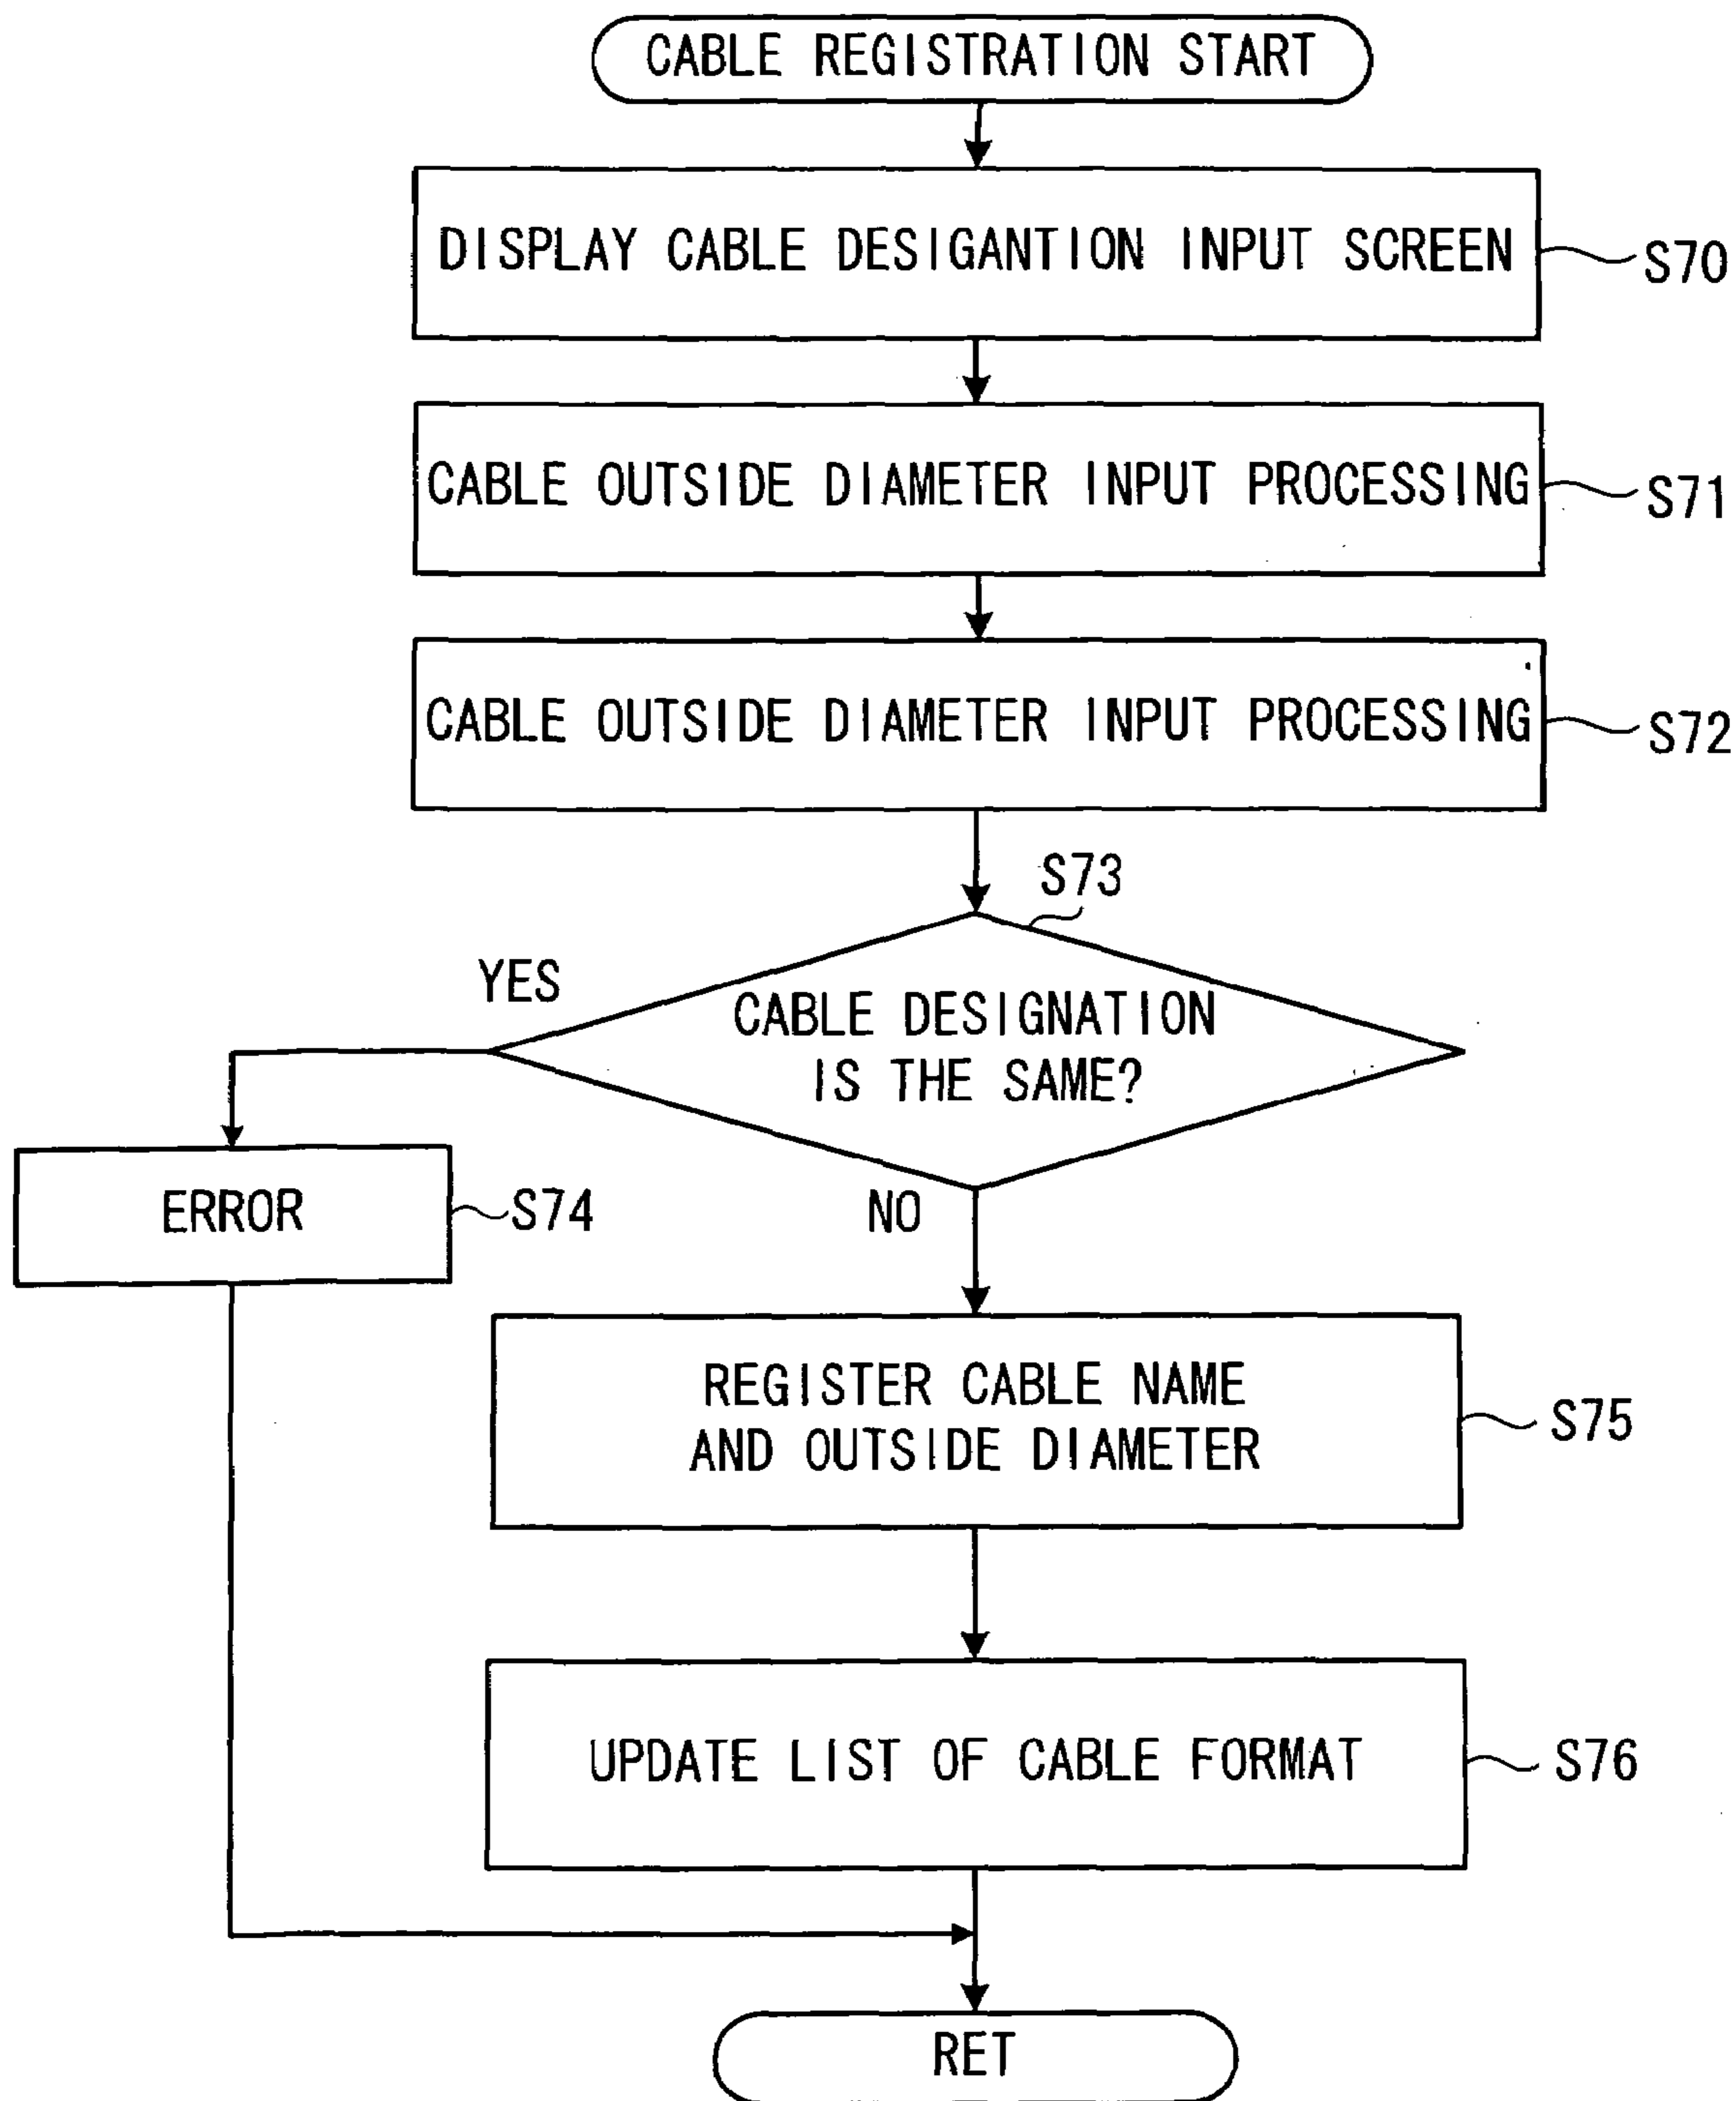 CABLE REGISTRATION START
DISPLAY CABLE DESIGANTION INPUT SCREEN
S70
CABLE OUTSIDE DIAMETER INPUT PROCESSING
S71
CABLE OUTSIDE DIAMETER INPUT PROCESSING
S72
S73
YES
CABLE DESIGNATION
IS THE SAME?
ERROR
S74
NO
REGISTER CABLE NAME
AND OUTSIDE DIAMETER
S75
UPDATE LIST OF CABLE FORMAT
S76
RET